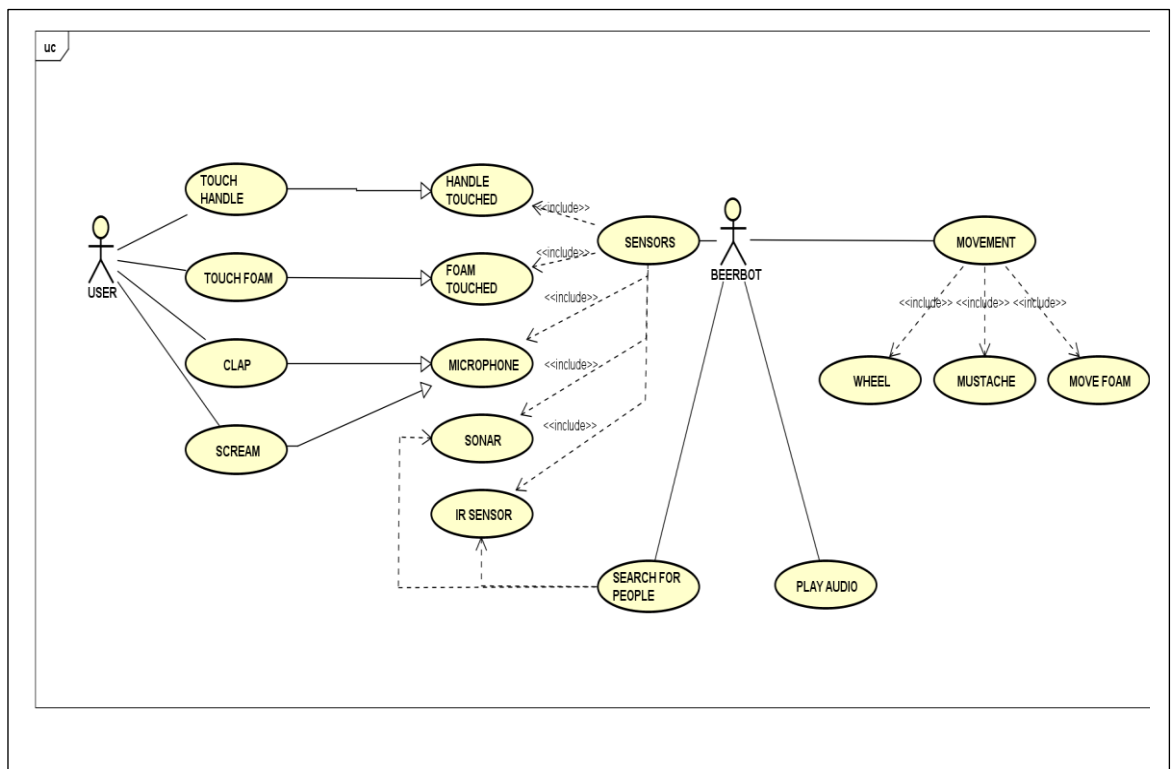 uc
TOUCH
HANDLE
HANDLE
TOUCHED
<<include>>
SENSORS
BEERBOT
MOVEMENT
USER
TOUCH FOAM
FOAM
TOUCHED
<<include>>
<<include>>
<<include>>
<<include>>
<<include>>
CLAP
MICROPHONE
<<include>>
WHEEL
MUSTACHE
MOVE FOAM
SCREAM
SONAR
<<include>>
IR SENSOR
SEARCH FOR
PEOPLE
PLAY AUDIO